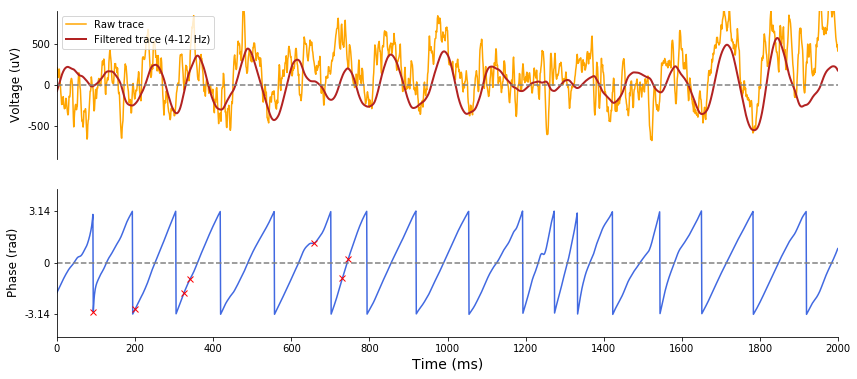 Raw trace
Filtered trace (4-12 Hz)
Voltage (uV)
500
0
-500
Phase (rad)
3.14
0
-3.14
0 200 400 600 800 1000 1200 1400 1600 1800 2000
Time (ms)